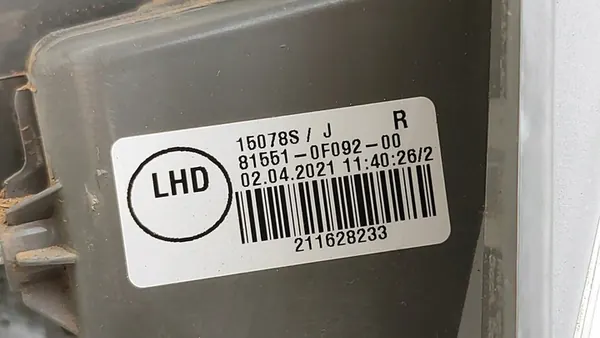 15078S / J R
81551-0F092-00
LHD
02.04.2021 11:40:26/2
211628233